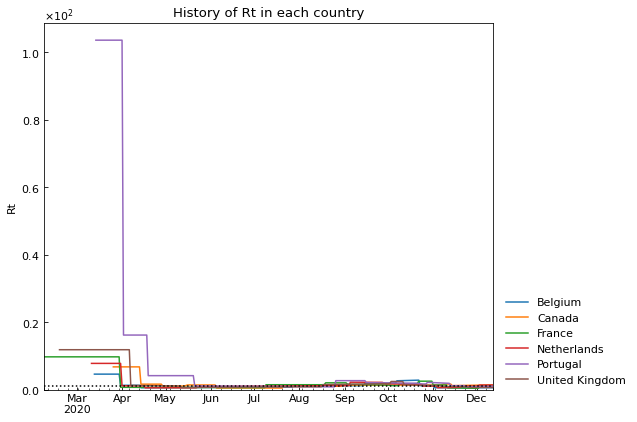 History of Rt in each country
×10²
1.0
0.8
0.6
0.4
0.2
0.0
Rt
Mar Apr May Jun Jul Aug Sep Oct Nov Dec
2020
Belgium
Canada
France
Netherlands
Portugal
United Kingdom